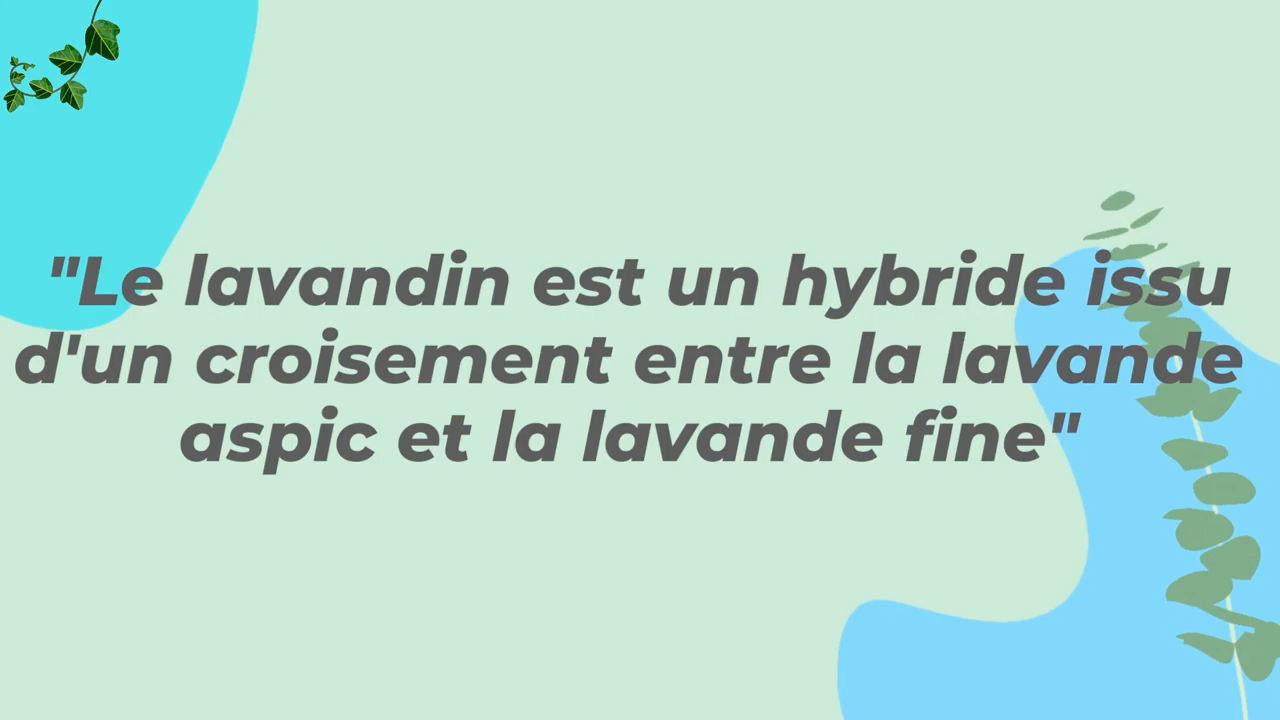 "Le lavandin est un hybride issu
d'un croisement entre la lavande
aspic et la lavande fine"